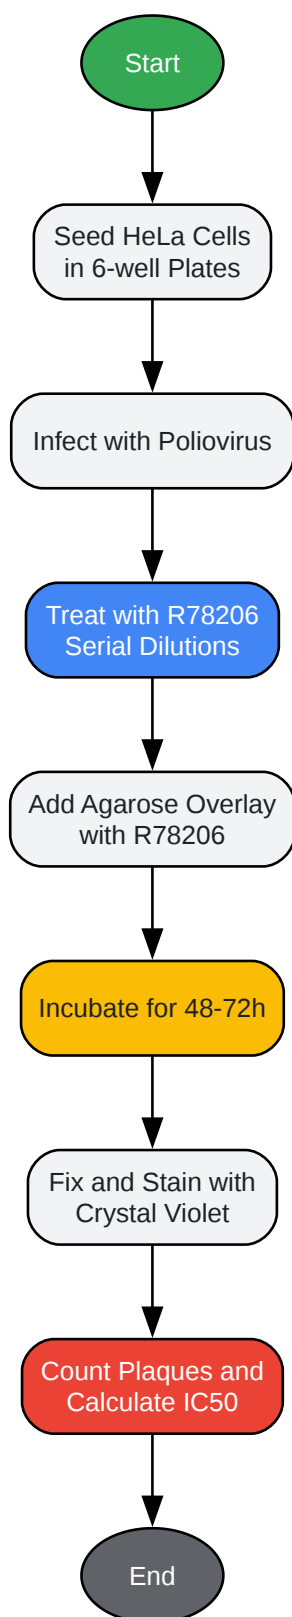 Start
Seed HeLa Cells
in 6-well Plates
Infect with Poliovirus
Treat with R78206
Serial Dilutions
Add Agarose Overlay
with R78206
Incubate for 48-72h
Fix and Stain with
Crystal Violet
Count Plaques and
Calculate IC50
End